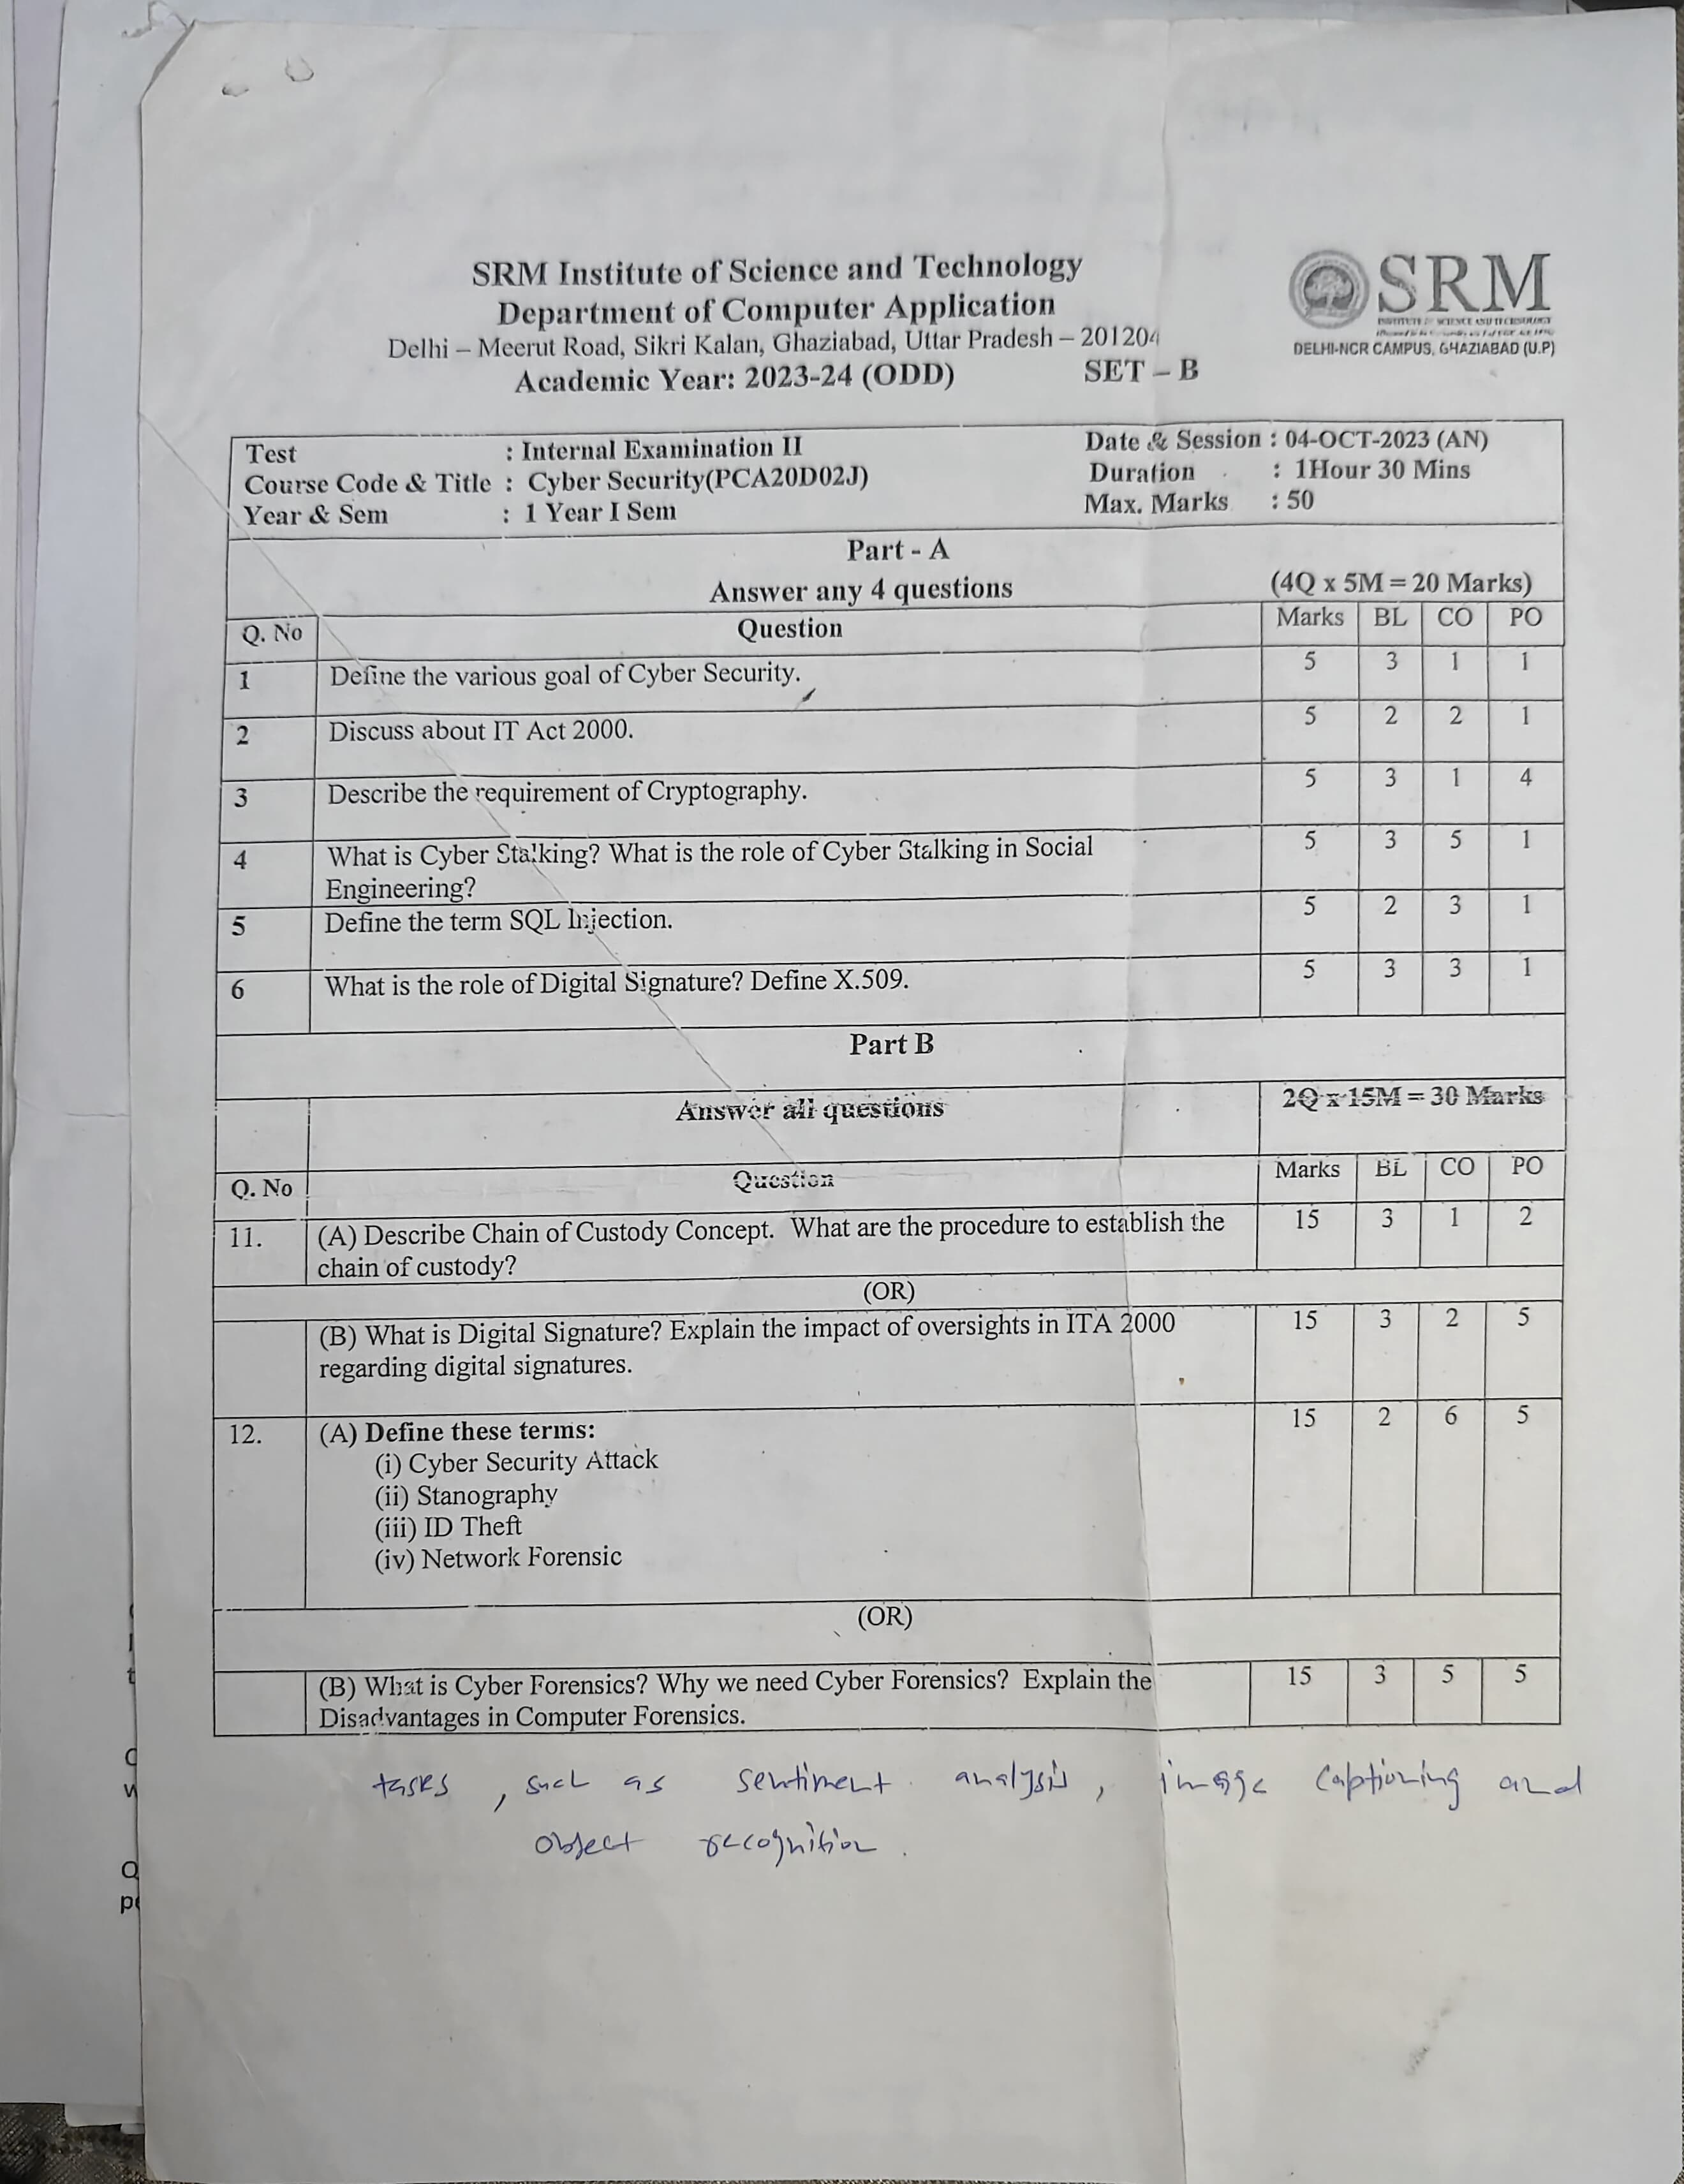 SRM Institute of Science and Technology
Department of Computer Application
Delhi – Meerut Road, Sikri Kalan, Ghaziabad, Uttar Pradesh – 201204
Academic Year: 2023-24 (ODD) SET – B
SRM
INSTITUTE OF SCIENCE AND TECHNOLOGY
DELHI-NCR CAMPUS, GHAZIABAD (U.P)
Test : Internal Examination II Date & Session : 04-OCT-2023 (AN)
Course Code & Title : Cyber Security(PCA20D02J) Duration : 1Hour 30 Mins
Year & Sem : 1 Year I Sem Max. Marks : 50
Part - A
Answer any 4 questions (4Q x 5M = 20 Marks)
Q. No Question Marks BL CO PO
1 Define the various goal of Cyber Security. 5 3 1 1
2 Discuss about IT Act 2000. 5 2 2 1
3 Describe the requirement of Cryptography. 5 3 1 4
4 What is Cyber Stalking? What is the role of Cyber Stalking in Social 5 3 5 1
Engineering?
5 Define the term SQL Injection. 5 2 3 1
6 What is the role of Digital Signature? Define X.509. 5 3 3 1
Part B
Answer all questions 2Q x 15M = 30 Marks
Q. No Question Marks BL CO PO
11. (A) Describe Chain of Custody Concept. What are the procedure to establish the 15 3 1 2
chain of custody?
(OR)
(B) What is Digital Signature? Explain the impact of oversights in ITA 2000 15 3 2 5
regarding digital signatures.
12. (A) Define these terms: 15 2 6 5
(i) Cyber Security Attack
(ii) Stanography
(iii) ID Theft
(iv) Network Forensic
(OR)
(B) What is Cyber Forensics? Why we need Cyber Forensics? Explain the 15 3 5 5
Disadvantages in Computer Forensics.
tasks , such as sentiment analysis , image captioning and
object recognition .